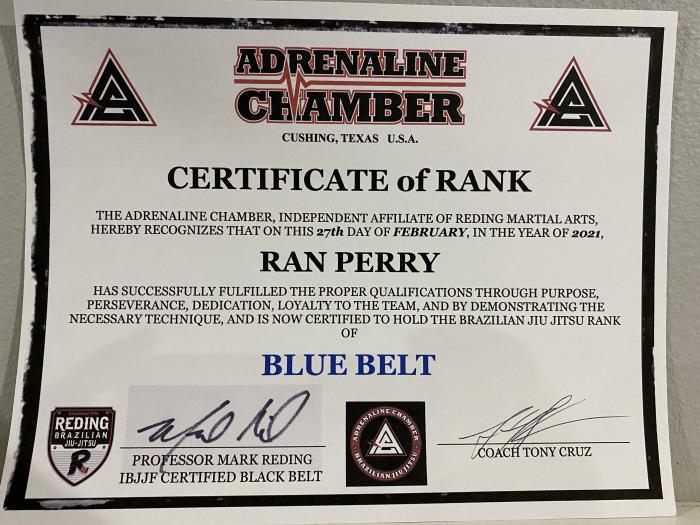 ADRENALINE
CHAMBER
CUSHING, TEXAS U.S.A.
CERTIFICATE of RANK
THE ADRENALINE CHAMBER, INDEPENDENT AFFILIATE OF REDING MARTIAL ARTS,
HEREBY RECOGNIZES THAT ON THIS 27th DAY OF FEBRUARY, IN THE YEAR OF 2021,
RAN PERRY
HAS SUCCESSFULLY FULFILLED THE PROPER QUALIFICATIONS THROUGH PURPOSE,
PERSEVERANCE, DEDICATION, LOYALTY TO THE TEAM, AND BY DEMONSTRATING THE
NECESSARY TECHNIQUE, AND IS NOW CERTIFIED TO HOLD THE BRAZILIAN JIU JITSU RANK
OF
BLUE BELT
REDING
BRAZILIAN
JIU-JITSU
R
PROFESSOR MARK REDING
IBJJF CERTIFIED BLACK BELT
ADRENALINE CHAMBER
BRAZILIAN JIU JITSU
COACH TONY CRUZ